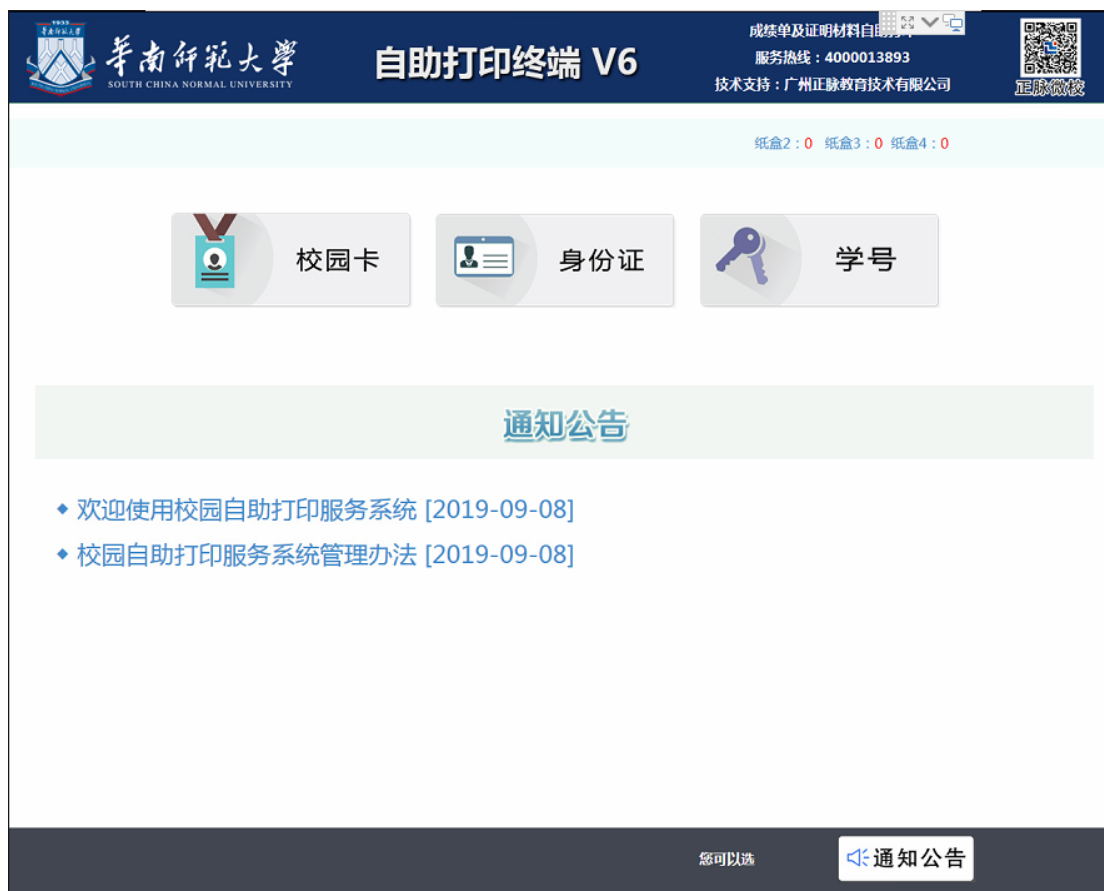 1933
華南師範大學
SOUTH CHINA NORMAL UNIVERSITY
自助打印终端 V6
成绩单及证明材料自助
服务热线：4000013893
技术支持：广州正脉教育技术有限公司
正脉微校
纸盒2：0 纸盒3：0 纸盒4：0
校园卡
身份证
学号
通知公告
欢迎使用校园自助打印服务系统 [2019-09-08]
校园自助打印服务系统管理办法 [2019-09-08]
您可以选
通知公告